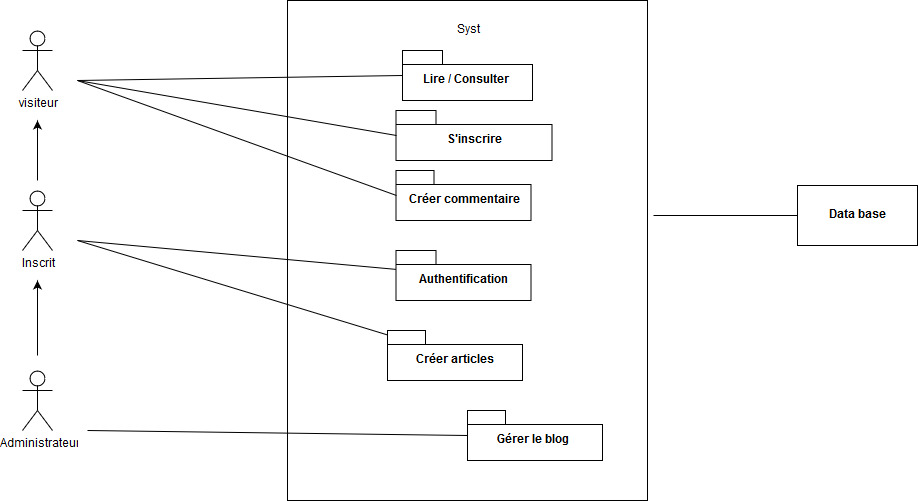 Syst
Lire / Consulter
visiteur
S'inscrire
Créer commentaire
Data base
Inscrit
Authentification
Créer articles
Administrateur
Gérer le blog